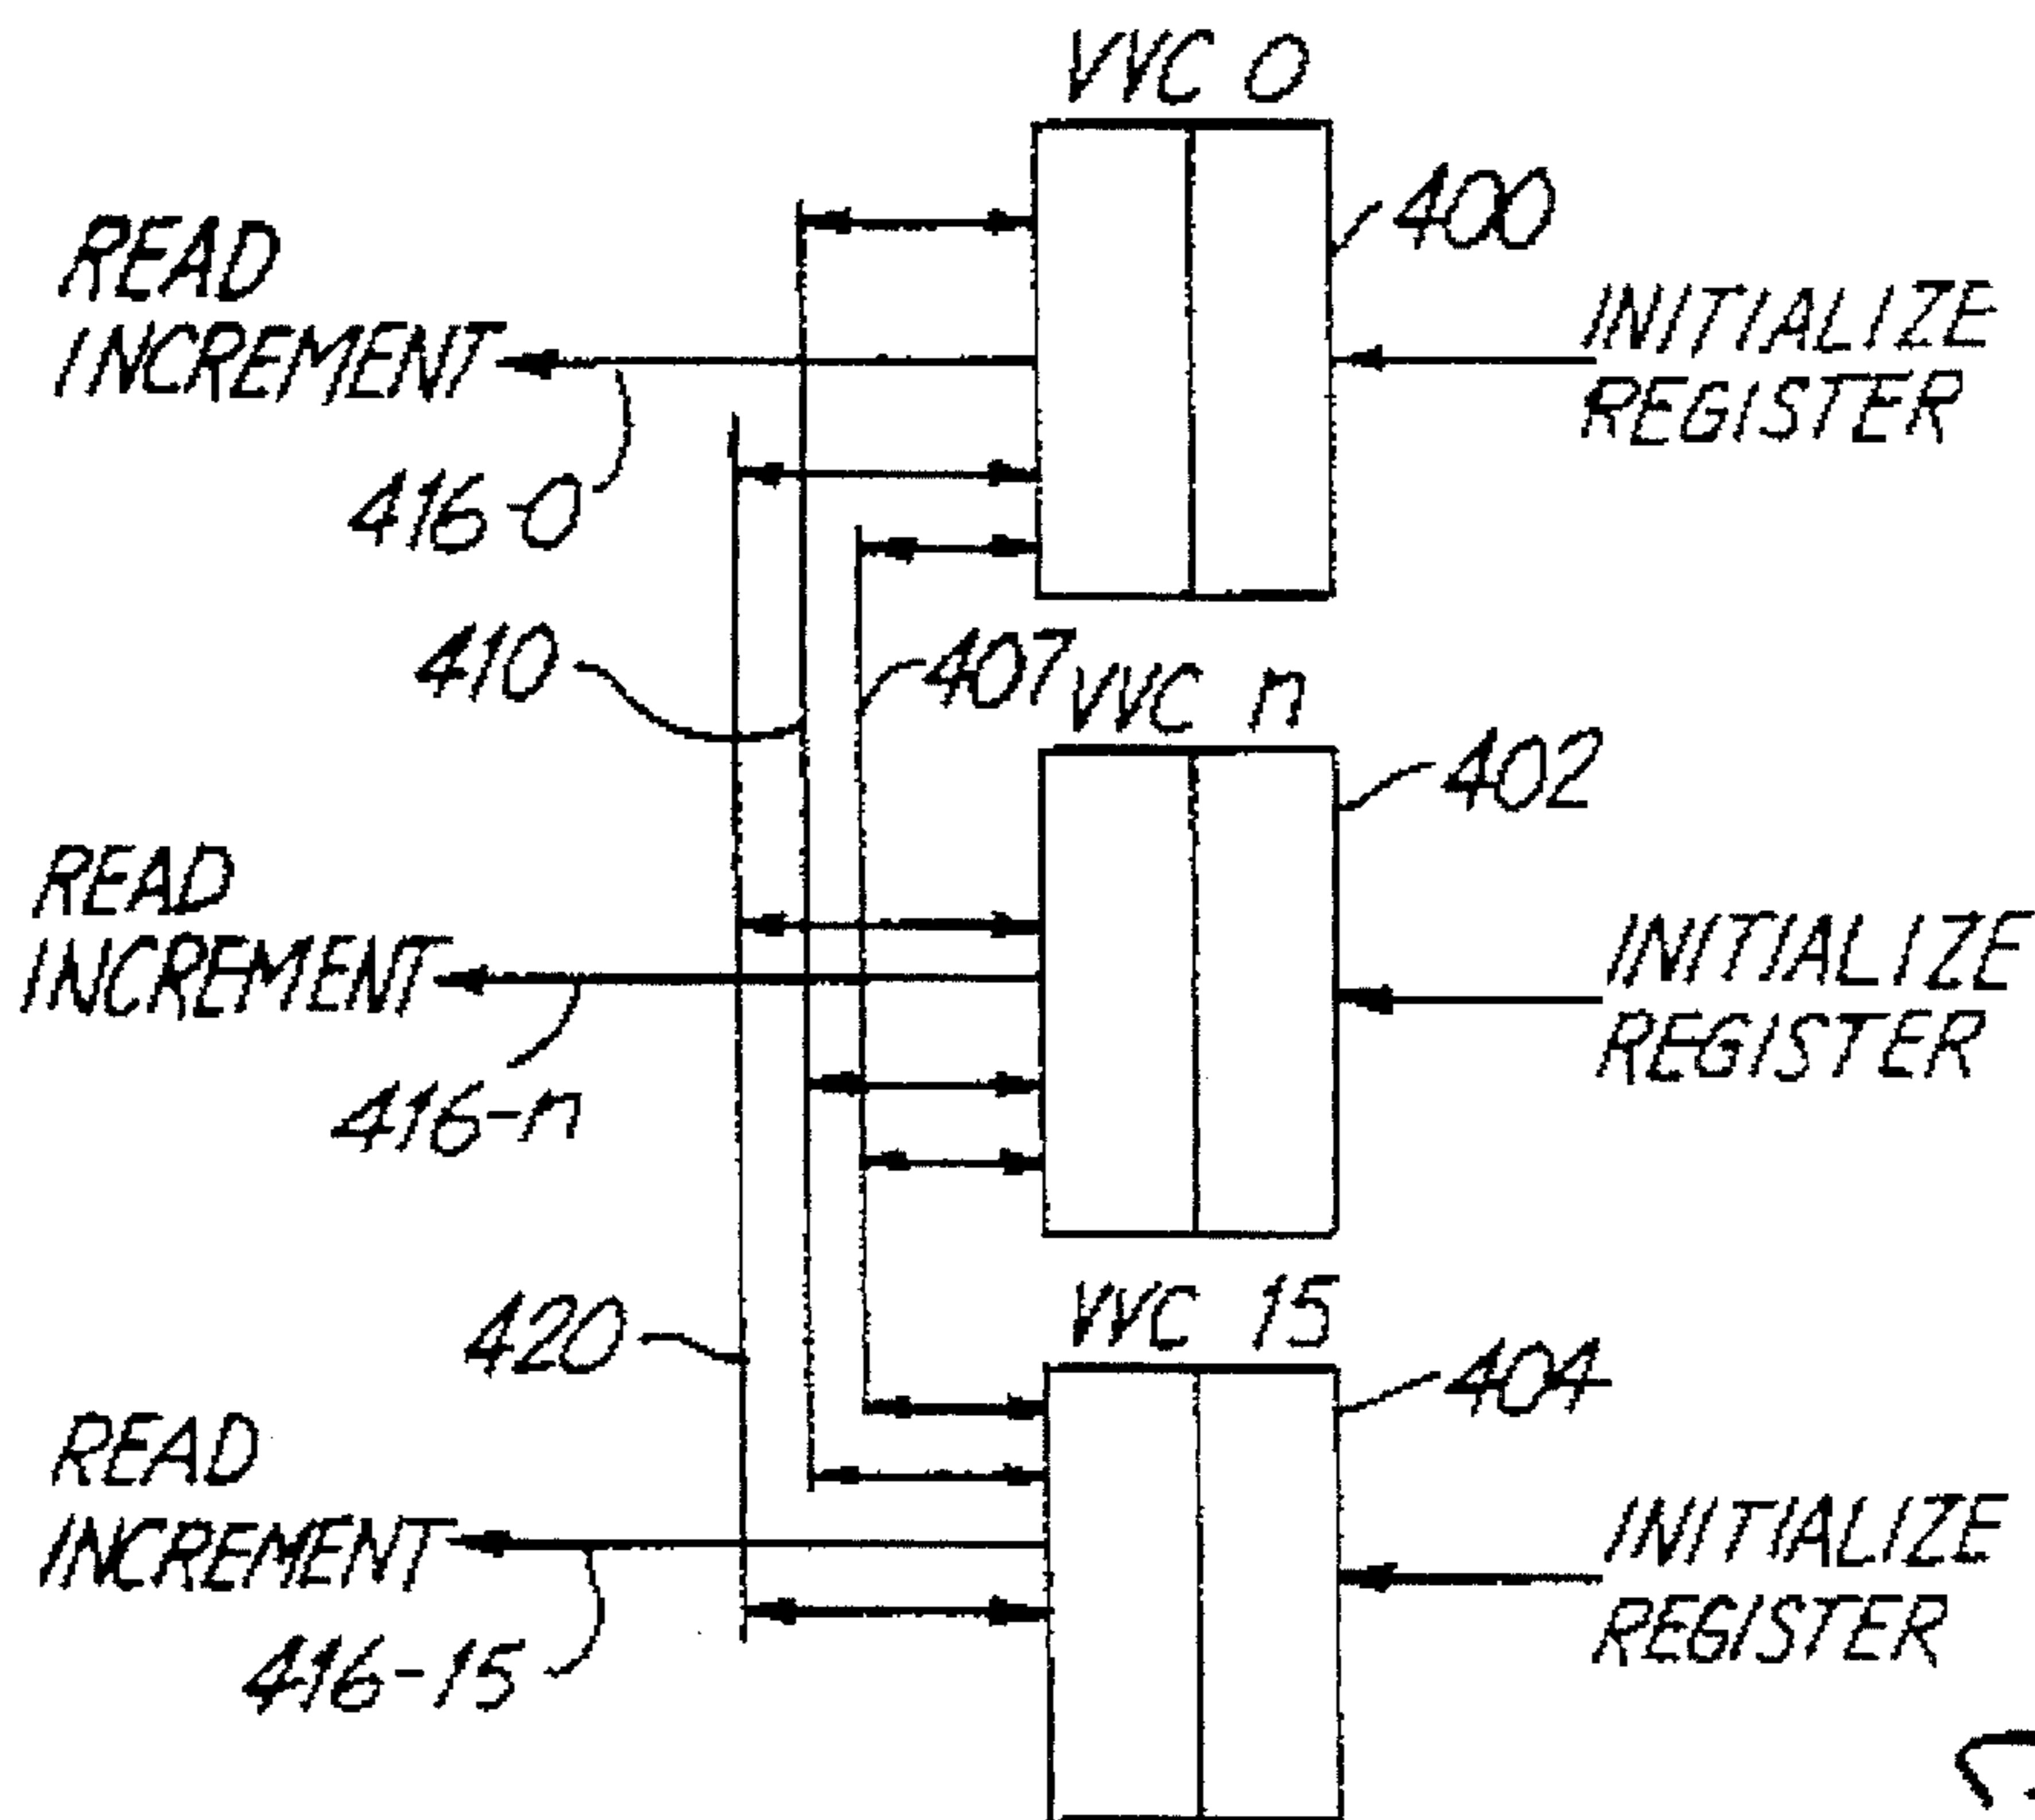 VVC 0
400
READ
INCREMENT
INITIALIZE
REGISTER
416-0
410
407
VVC n
402
READ
INCREMENT
INITIALIZE
REGISTER
416-n
420
VVC 15
404
READ
INCREMENT
INITIALIZE
REGISTER
416-15